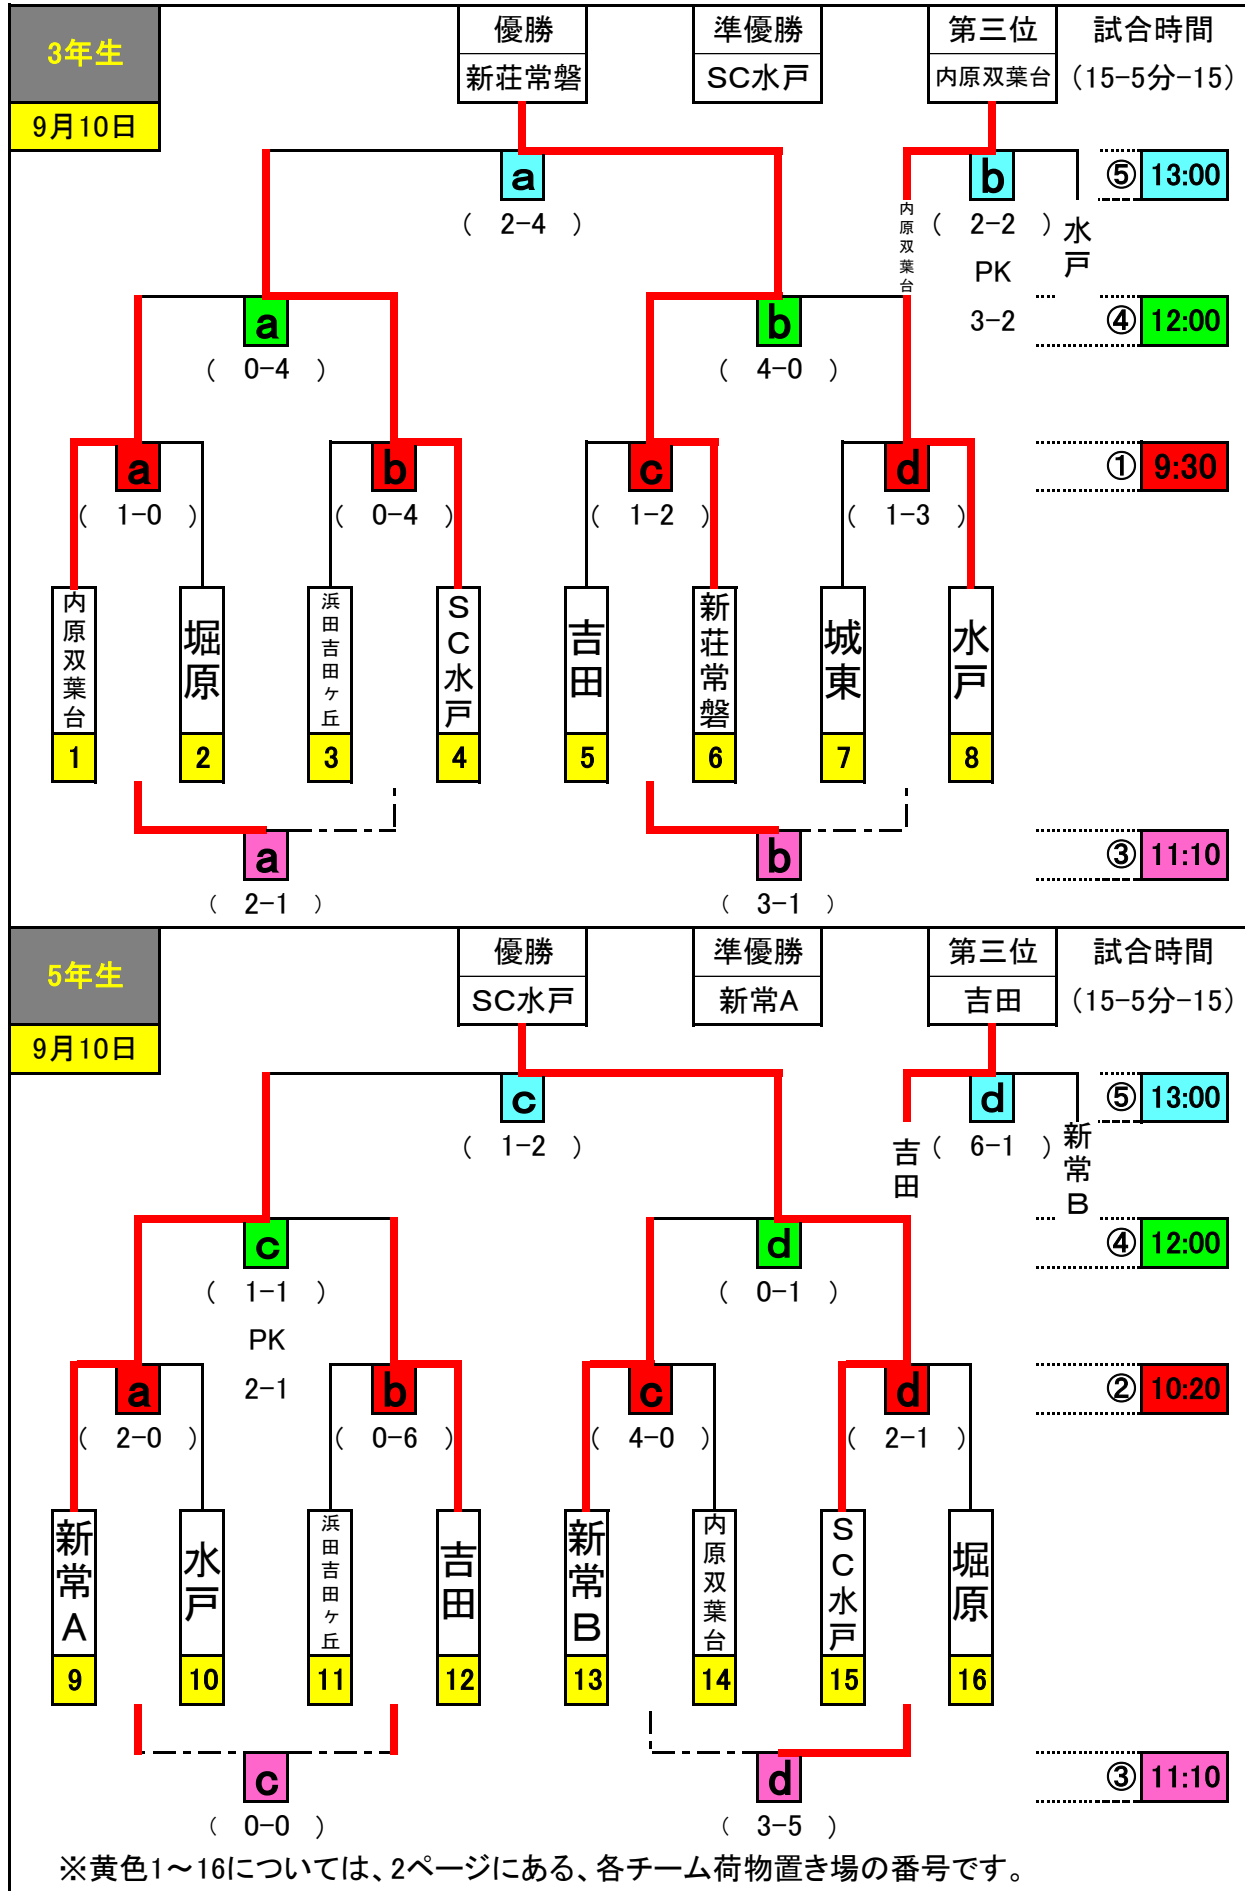 3年生
9月10日
優勝
新荘常磐
準優勝
SC水戸
第三位
内原双葉台
試合時間
(15-5分-15)
a
( 2-4 )
内原双葉台
b
( 2-2 )
PK
3-2
水戸
⑤ 13:00
a
( 0-4 )
b
( 4-0 )
④ 12:00
a
( 1-0 )
b
( 0-4 )
c
( 1-2 )
d
( 1-3 )
① 9:30
内原双葉台
堀原
浜田吉田ヶ丘
SC水戸
吉田
新荘常磐
城東
水戸
1
2
3
4
5
6
7
8
a
( 2-1 )
b
( 3-1 )
③ 11:10
5年生
9月10日
優勝
SC水戸
準優勝
新常A
第三位
吉田
試合時間
(15-5分-15)
c
( 1-2 )
吉田
d
( 6-1 )
新常B
⑤ 13:00
c
( 1-1 )
PK
2-1
d
( 0-1 )
④ 12:00
a
( 2-0 )
b
( 0-6 )
c
( 4-0 )
d
( 2-1 )
② 10:20
新常A
水戸
浜田吉田ヶ丘
吉田
新常B
内原双葉台
SC水戸
堀原
9
10
11
12
13
14
15
16
c
( 0-0 )
d
( 3-5 )
③ 11:10
※黄色1～16については、2ページにある、各チーム荷物置き場の番号です。